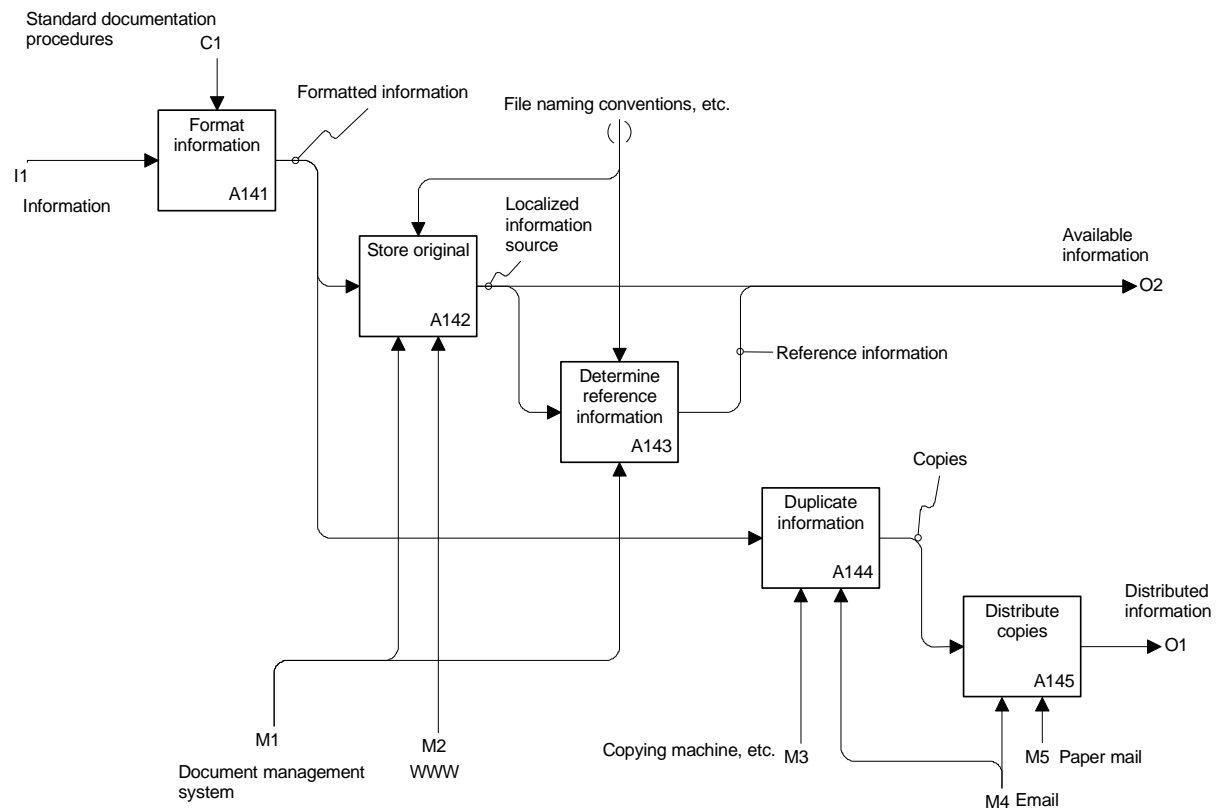 Standard documentation
procedures
C1
Formatted information
File naming conventions, etc.
Format
information
A141
I1
Information
Localized
information
source
Store original
A142
Available
information
O2
Determine
reference
information
A143
Reference information
Copies
Duplicate
information
A144
Distributed
information
Distribute
copies
A145
O1
M1
Document management
system
M2
WWW
Copying machine, etc. M3
M5 Paper mail
M4 Email